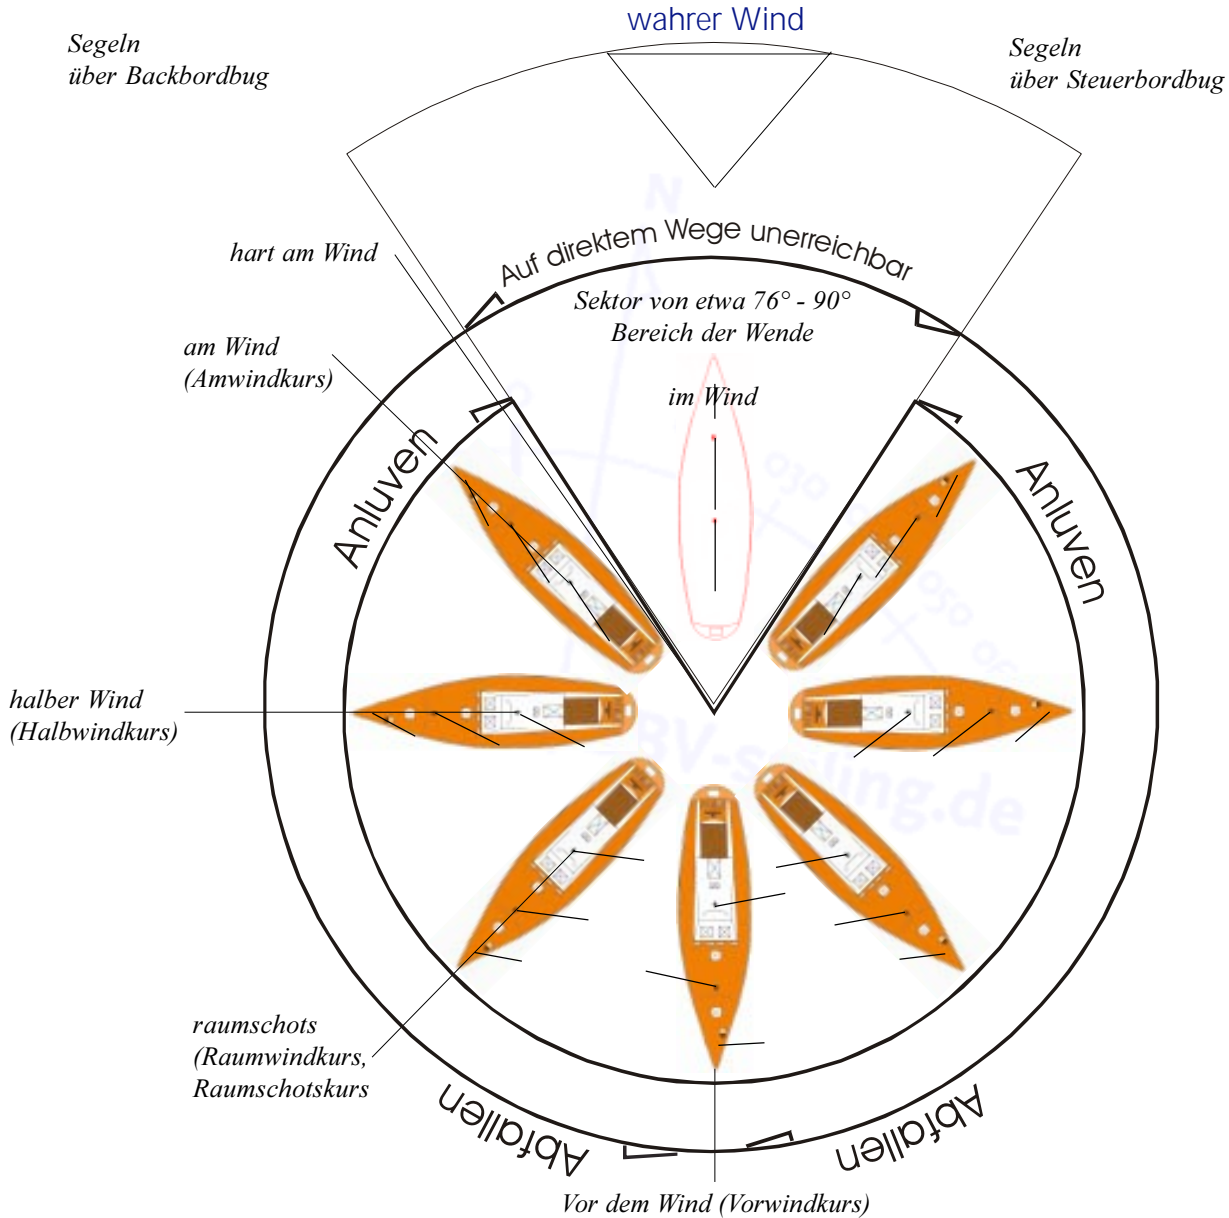 wahrer Wind
Segeln
über Backbordbug
Segeln
über Steuerbordbug
N
hart am Wind
Auf direktem Wege unerreichbar
Sektor von etwa 76° - 90°
Bereich der Wende
am Wind
(Amwindkurs)
im Wind
Anluven
Anluven
030
050
halber Wind
(Halbwindkurs)
raumschots
(Raumwindkurs,
Raumschotskurs
Abfallen
Abfallen
Vor dem Wind (Vorwindkurs)